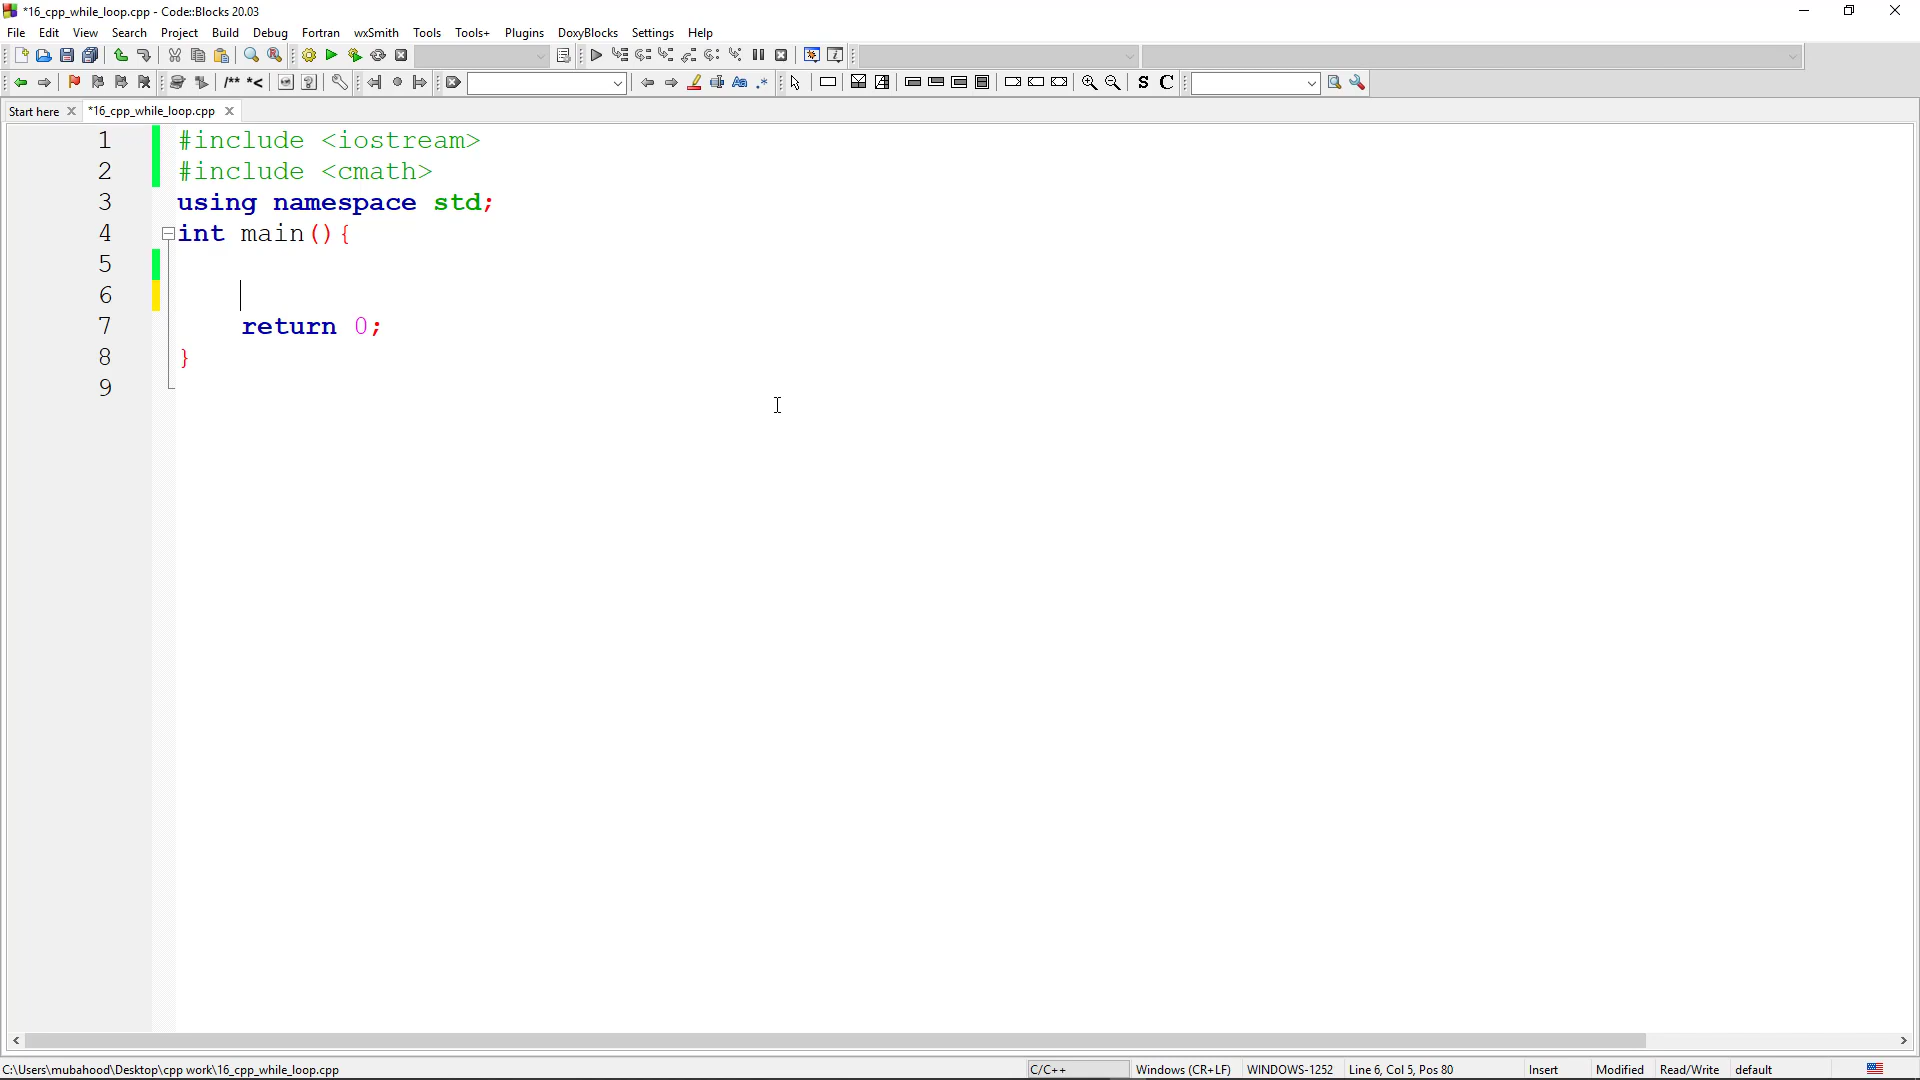 *16_cpp_while_loop.cpp - Code::Blocks 20.03
File Edit View Search Project Build Debug Fortran wxSmith Tools Tools+ Plugins DoxyBlocks Settings Help
/** *< S C
Start here *16_cpp_while_loop.cpp
1 #include <iostream>
2 #include <cmath>
3 using namespace std;
4 int main(){
5
6
7 return 0;
8 }
9
C:\Users\mubahood\Desktop\cpp work\16_cpp_while_loop.cpp C/C++ Windows (CR+LF) WINDOWS-1252 Line 6, Col 5, Pos 80 Insert Modified Read/Write default